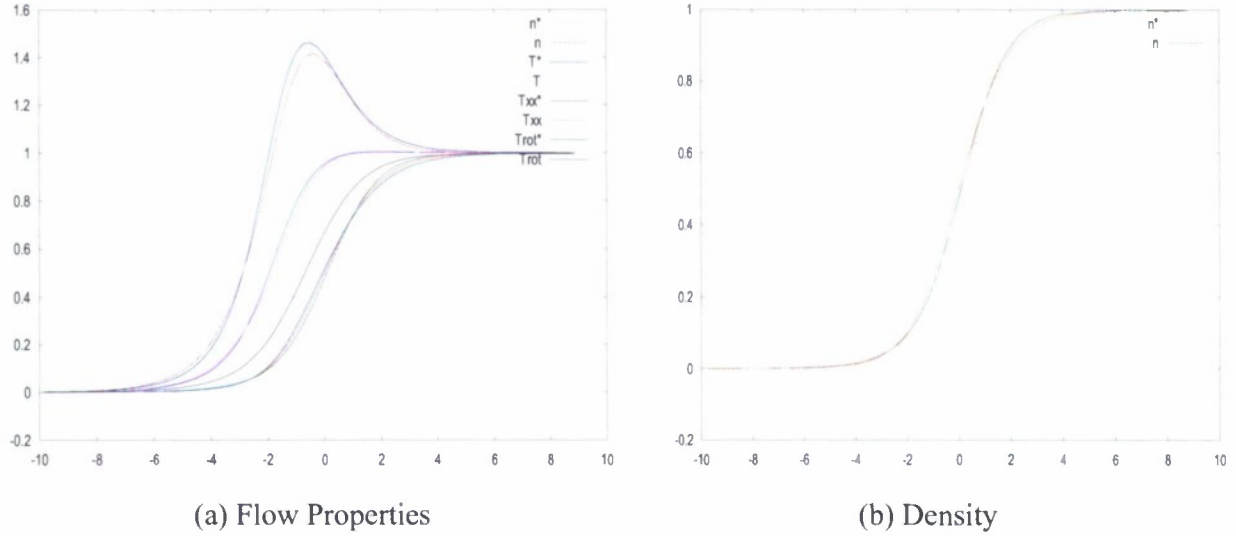 1.6
1.4
1.2
1
0.8
0.6
0.4
0.2
0
-0.2
-10 -8 -6 -4 -2 0 2 4 6 8 10
n*
n
T*
T
Txx*
Txx
Trot*
Trot
(a) Flow Properties
1
0.8
0.6
0.4
0.2
0
-0.2
-10 -8 -6 -4 -2 0 2 4 6 8 10
n*
n
(b) Density